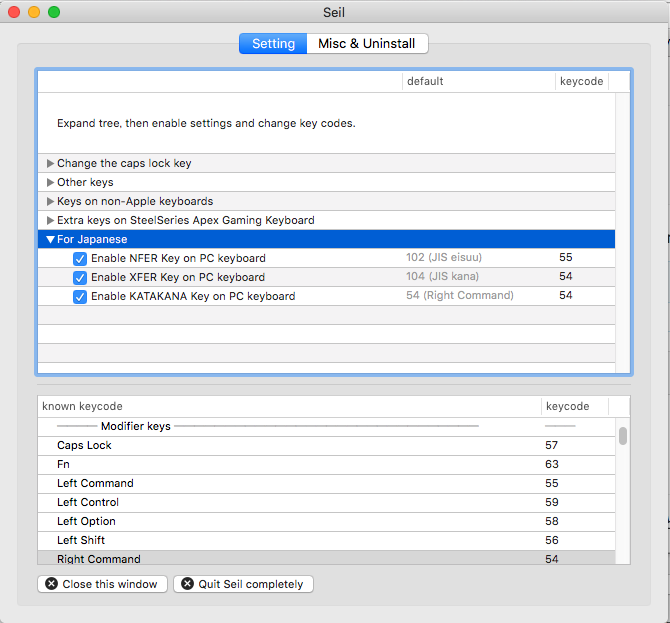 Seil
Setting Misc & Uninstall
default keycode
Expand tree, then enable settings and change key codes.
Change the caps lock key
Other keys
Keys on non-Apple keyboards
Extra keys on SteelSeries Apex Gaming Keyboard
For Japanese
Enable NFER Key on PC keyboard 102 (JIS eisuu) 55
Enable XFER Key on PC keyboard 104 (JIS kana) 54
Enable KATAKANA Key on PC keyboard 54 (Right Command) 54
known keycode keycode
Modifier keys
Caps Lock 57
Fn 63
Left Command 55
Left Control 59
Left Option 58
Left Shift 56
Right Command 54
Close this window Quit Seil completely